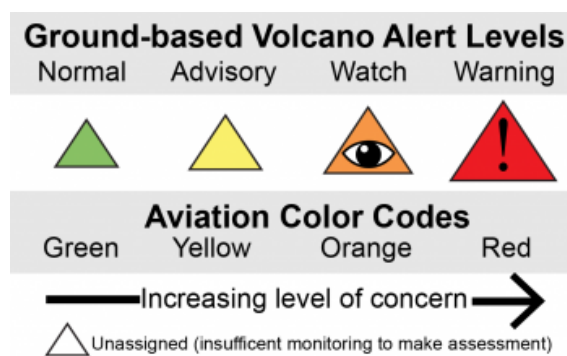 Ground-based Volcano Alert Levels
Normal Advisory Watch Warning
!
Aviation Color Codes
Green Yellow Orange Red
Increasing level of concern
Unassigned (insufficent monitoring to make assessment)